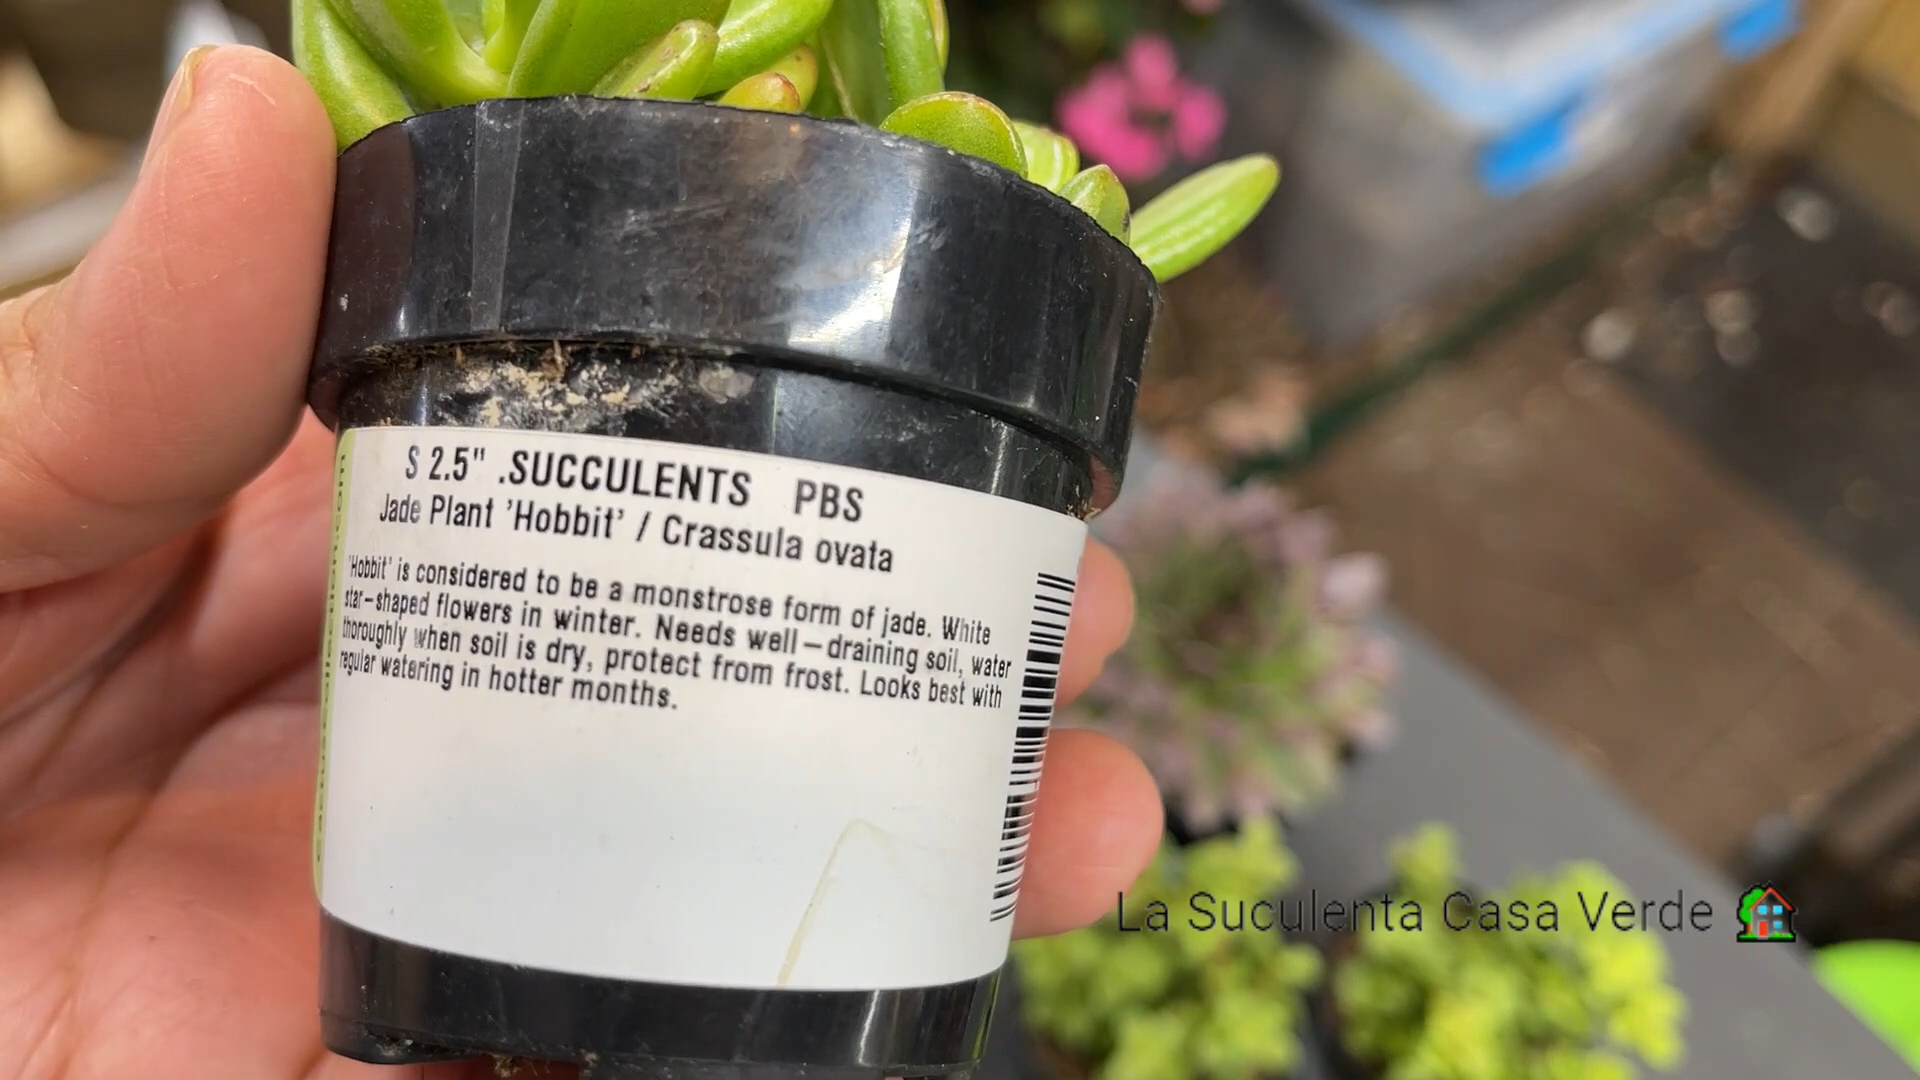 S 2.5" .SUCCULENTS PBS
Jade Plant 'Hobbit' / Crassula ovata
'Hobbit' is considered to be a monstrose form of jade. White
star-shaped flowers in winter. Needs well-draining soil, water
thoroughly when soil is dry, protect from frost. Looks best with
regular watering in hotter months.
La Suculenta Casa Verde